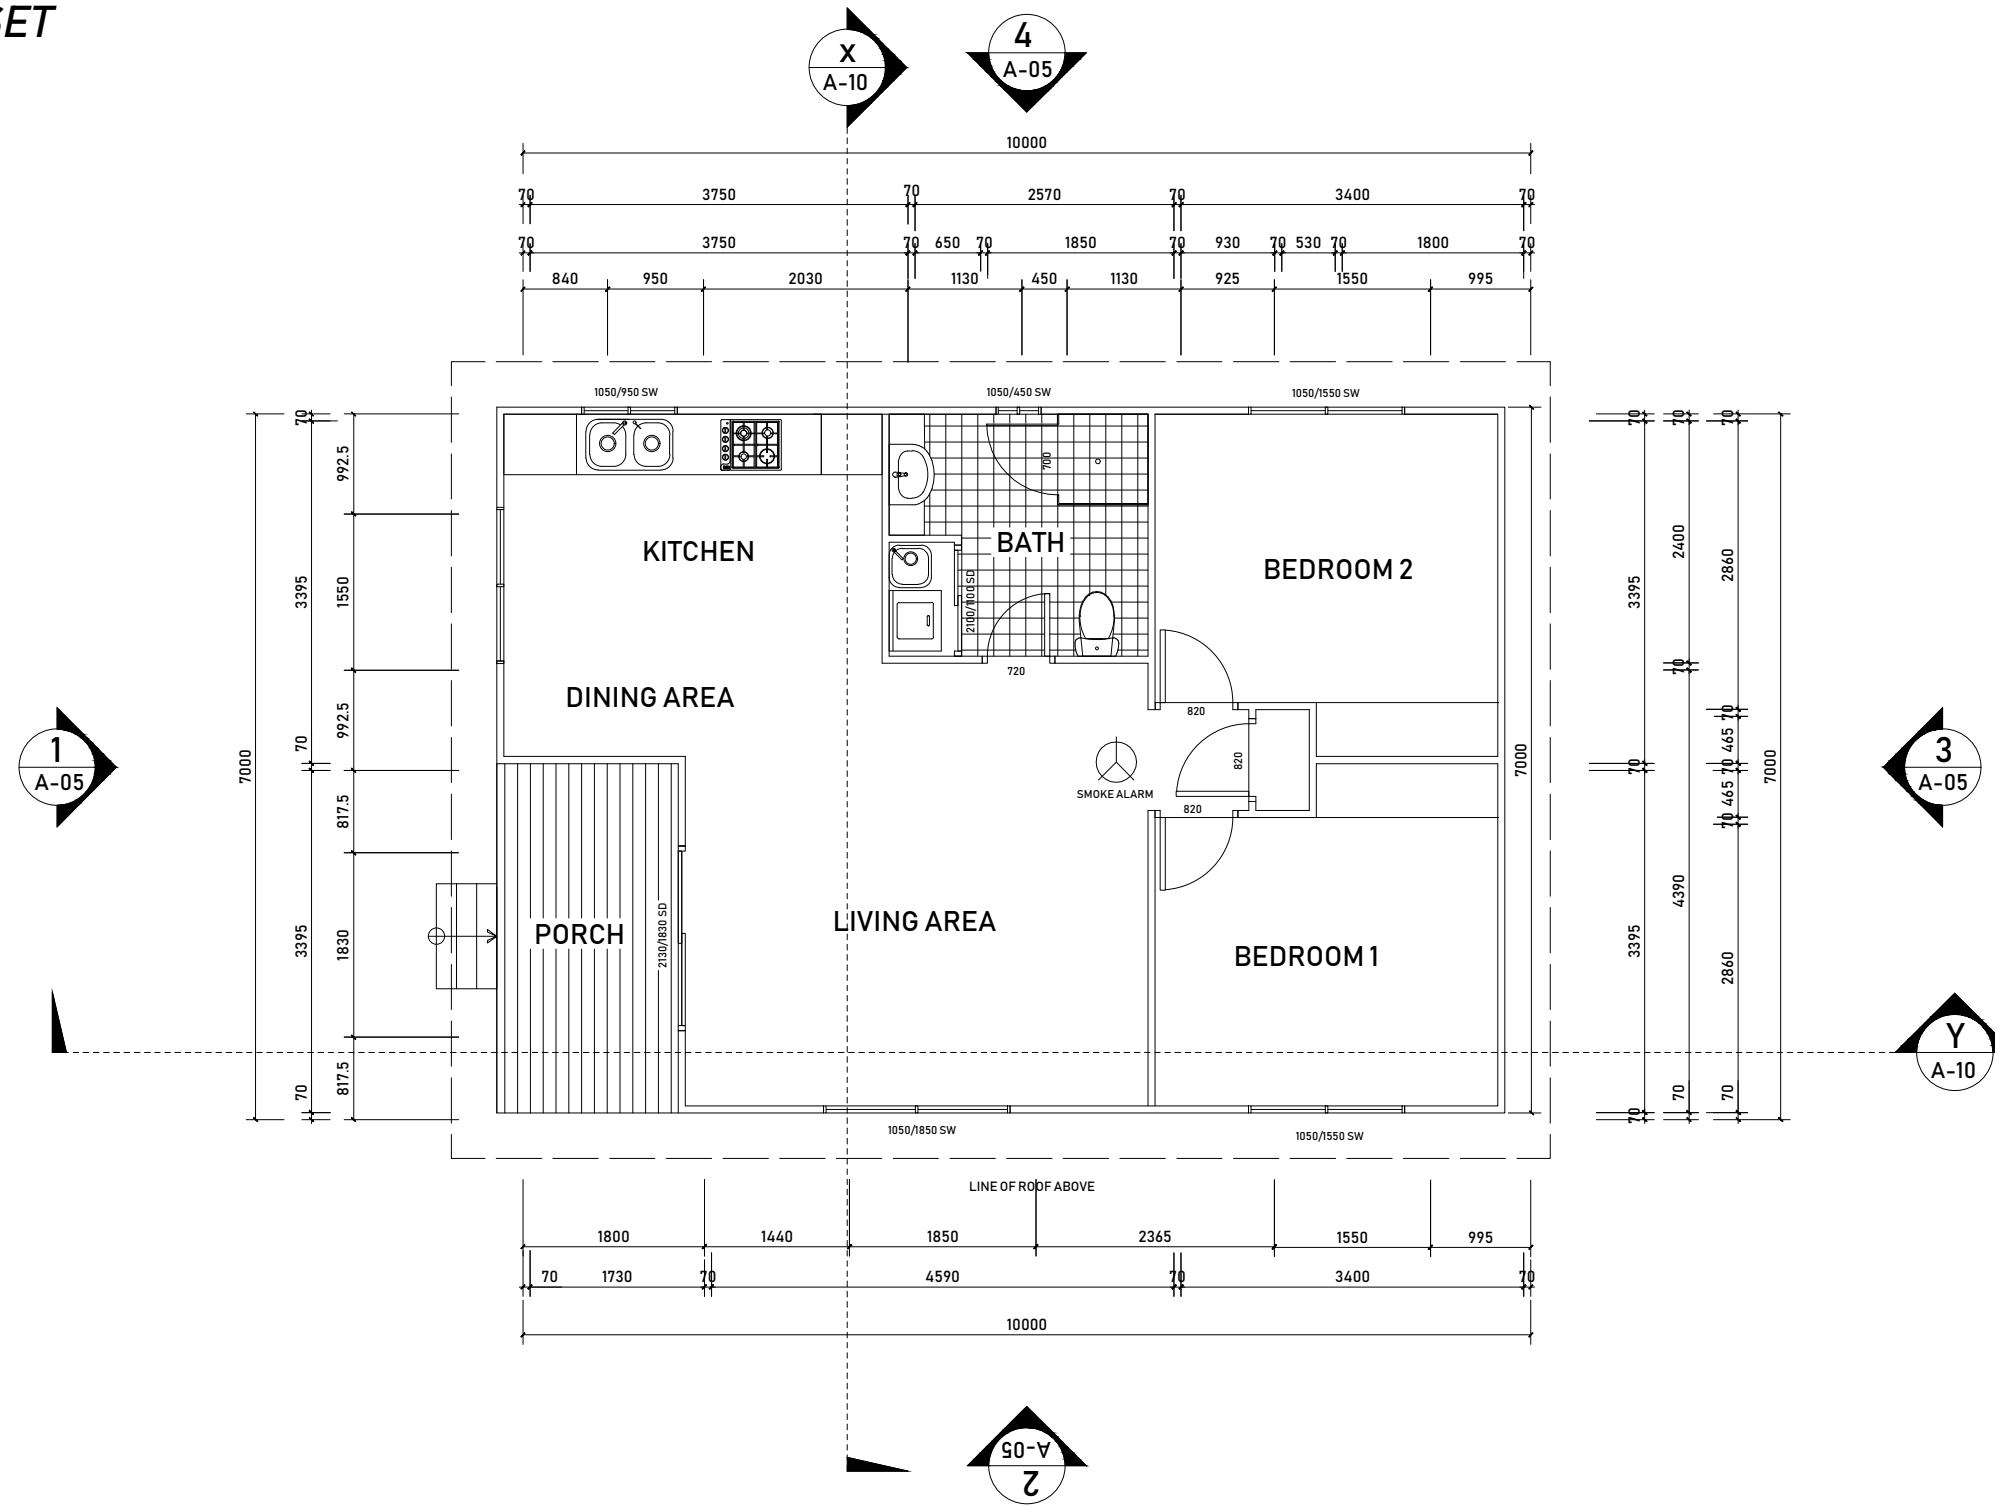 SET
X
A-10
4
A-05
10000
70 3750 70 2570 70 3400 70
70 3750 70 650 70 1850 70 930 70 530 70 1800 70
840 950 2030 1130 450 1130 925 1550 995
1050/950 SW
1050/450 SW
1050/1550 SW
7000
70
3395
70
3395
70
992.5
1550
992.5
817.5
1830
817.5
KITCHEN
BATH
700
2100/1100 SD
720
BEDROOM 2
DINING AREA
820
820
820
SMOKE ALARM
7000
1
A-05
3
A-05
PORCH
2130/1830 SD
LIVING AREA
BEDROOM 1
70
3395
70
3395
70
70
2400
70
4390
70
70
2860
70
465
70
465
70
2860
70
7000
Y
A-10
1050/1850 SW
1050/1550 SW
LINE OF ROOF ABOVE
1800 1440 1850 2365 1550 995
70 1730 70 4590 70 3400 70
10000
A-05
2